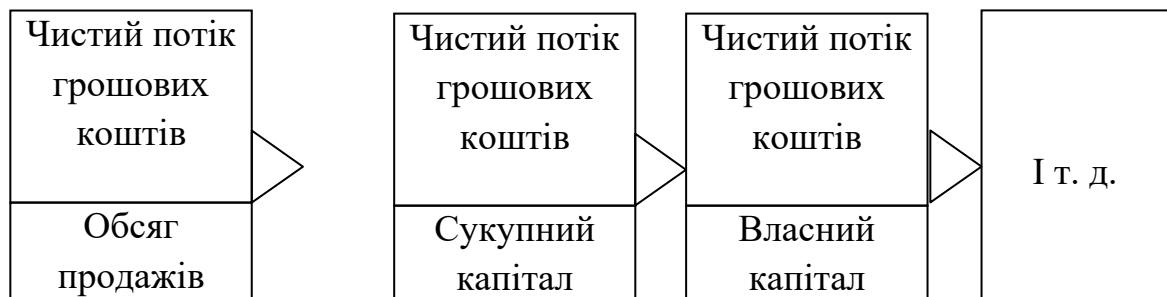 Чистий потік
грошових
коштів
Обсяг
продажів
Чистий потік
грошових
коштів
Сукупний
капітал
Чистий потік
грошових
коштів
Власний
капітал
І т. д.